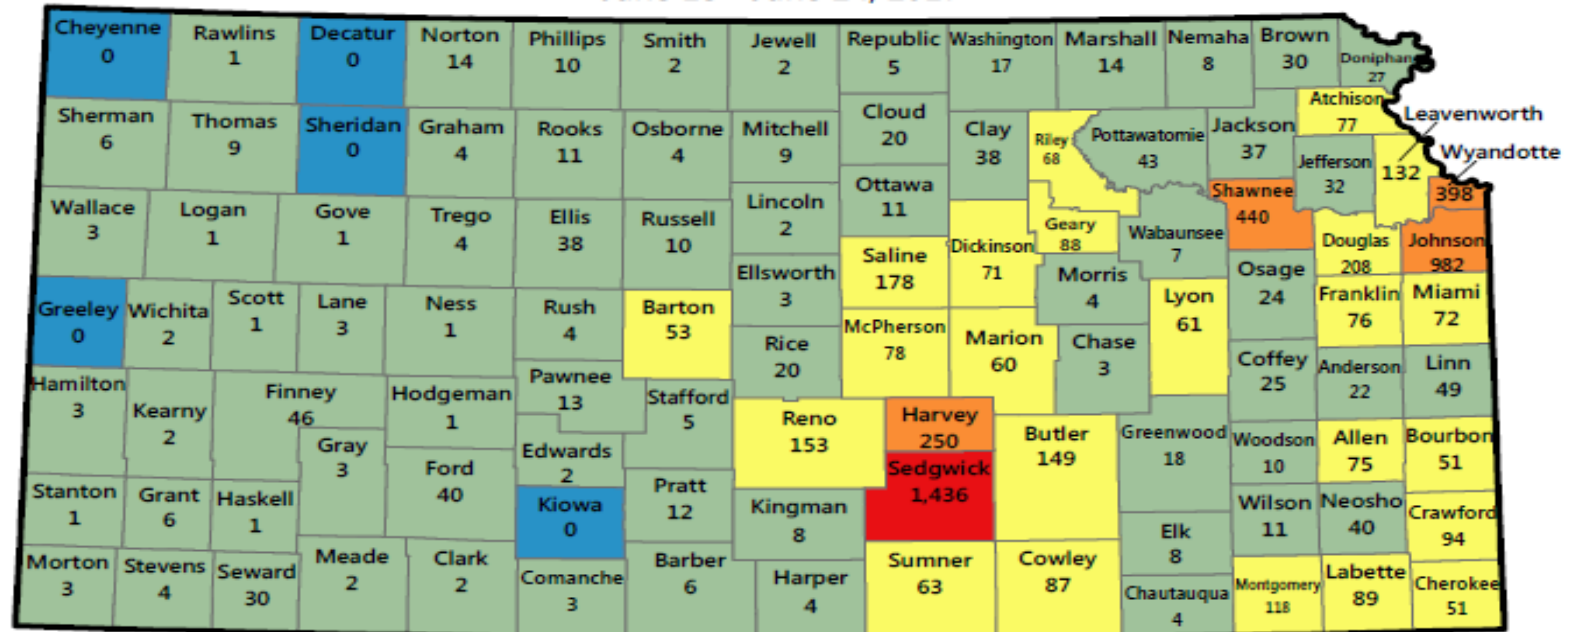 Cheyenne
0
Rawlins
1
Decatur
0
Norton
14
Phillips
10
Smith
2
Jewell
2
Republic
5
Washington
17
Marshall
14
Nemaha
8
Brown
30
Doniphan
27
Atchison
77
Leavenworth
132
Wyandotte
398
Sherman
6
Thomas
9
Sheridan
0
Graham
4
Rooks
11
Osborne
4
Mitchell
9
Cloud
20
Clay
38
Riley
68
Pottawatomie
43
Jackson
37
Jefferson
32
Wallace
3
Logan
1
Gove
1
Trego
4
Ellis
38
Russell
10
Lincoln
2
Ottawa
11
Shawnee
440
Saline
178
Dickinson
71
Geary
88
Wabaunsee
7
Douglas
208
Johnson
982
Greeley
0
Wichita
2
Scott
1
Lane
3
Ness
1
Rush
4
Barton
53
Ellsworth
3
Rice
20
McPherson
78
Marion
60
Morris
4
Chase
3
Lyon
61
Osage
24
Franklin
76
Miami
72
Hamilton
3
Kearny
2
Finney
46
Hodgeman
1
Pawnee
13
Stafford
5
Reno
153
Harvey
250
Butler
149
Greenwood
18
Coffey
25
Anderson
22
Linn
49
Woodson
10
Allen
75
Bourbon
51
Gray
3
Ford
40
Edwards
2
Sedgwick
1,436
Stanton
1
Grant
6
Haskell
1
Kiowa
0
Pratt
12
Kingman
8
Elk
8
Wilson
11
Neosho
40
Crawford
94
Morton
3
Stevens
4
Seward
30
Meade
2
Clark
2
Comanche
3
Barber
6
Harper
4
Sumner
63
Cowley
87
Chautauqua
4
Montgomery
118
Labette
89
Cherokee
51